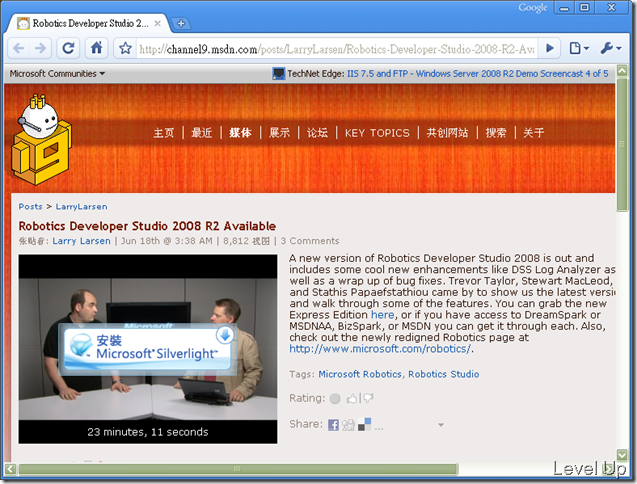 Google
Robotics Developer Studio 2...
http://channel9.msdn.com/posts/LarryLarsen/Robotics-Developer-Studio-2008-R2-Ava
Microsoft Communities
TechNet Edge: IIS 7.5 and FTP - Windows Server 2008 R2 Demo Screencast 4 of 5
主页 | 最近 | 媒体 | 展示 | 论坛 | KEY TOPICS | 共创网站 | 搜索 | 关于
Posts > LarryLarsen
Robotics Developer Studio 2008 R2 Available
张贴者: Larry Larsen | Jun 18th @ 3:38 AM | 8,812 视图 | 3 Comments
A new version of Robotics Developer Studio 2008 is out and
includes some cool new enhancements like DSS Log Analyzer as
well as a wrap up of bug fixes. Trevor Taylor, Stewart MacLeod,
and Stathis Papaefstathiou came by to show us the latest versi
and walk through some of the features. You can grab the new
Express Edition here, or if you have access to DreamSpark or
MSDNAA, BizSpark, or MSDN you can get it through each. Also,
check out the newly redigned Robotics page at
http://www.microsoft.com/robotics/.
Microsoft
安裝
Microsoft® Silverlight™
23 minutes, 11 seconds
Tags: Microsoft Robotics, Robotics Studio
Rating:
Share: ...
Level Up